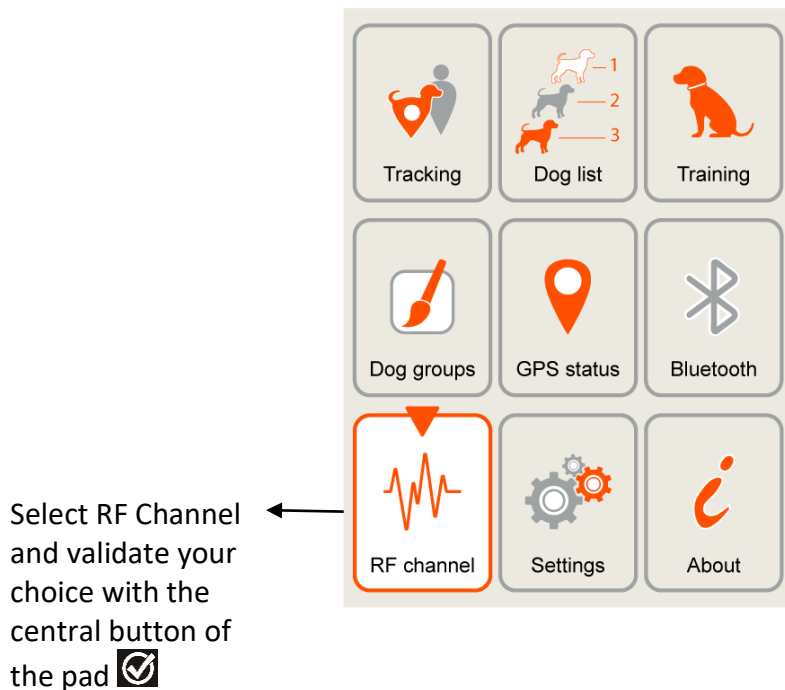 1
2
3
Tracking Dog list Training
Dog groups GPS status Bluetooth
RF channel Settings About
Select RF Channel
and validate your
choice with the
central button of
the pad